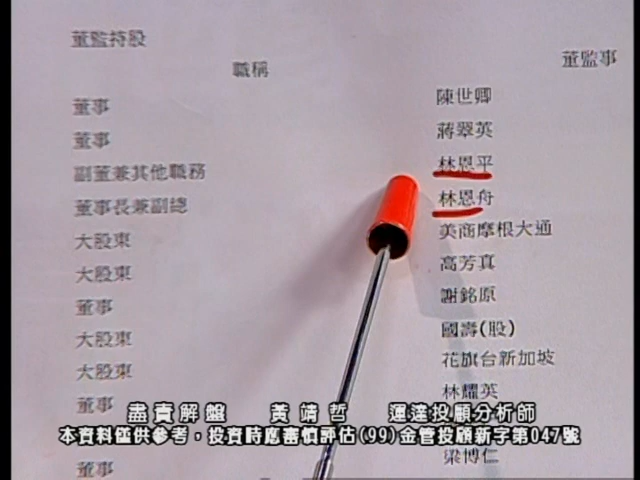 董監持股
職稱 董監事
董事 陳世卿
董事 蔣翠英
副董兼其他職務 林恩平
董事長兼副總 林恩舟
大股東 美商摩根大通
大股東 高芳真
董事 謝銘原
大股東 國壽(股)
大股東 花旗台新加坡
董事 林耀英
盡責解盤 黃靖哲 運達投顧分析師
本資料僅供參考,投資時應審慎評估(99)金管投顧新字第047號
董事 梁博仁